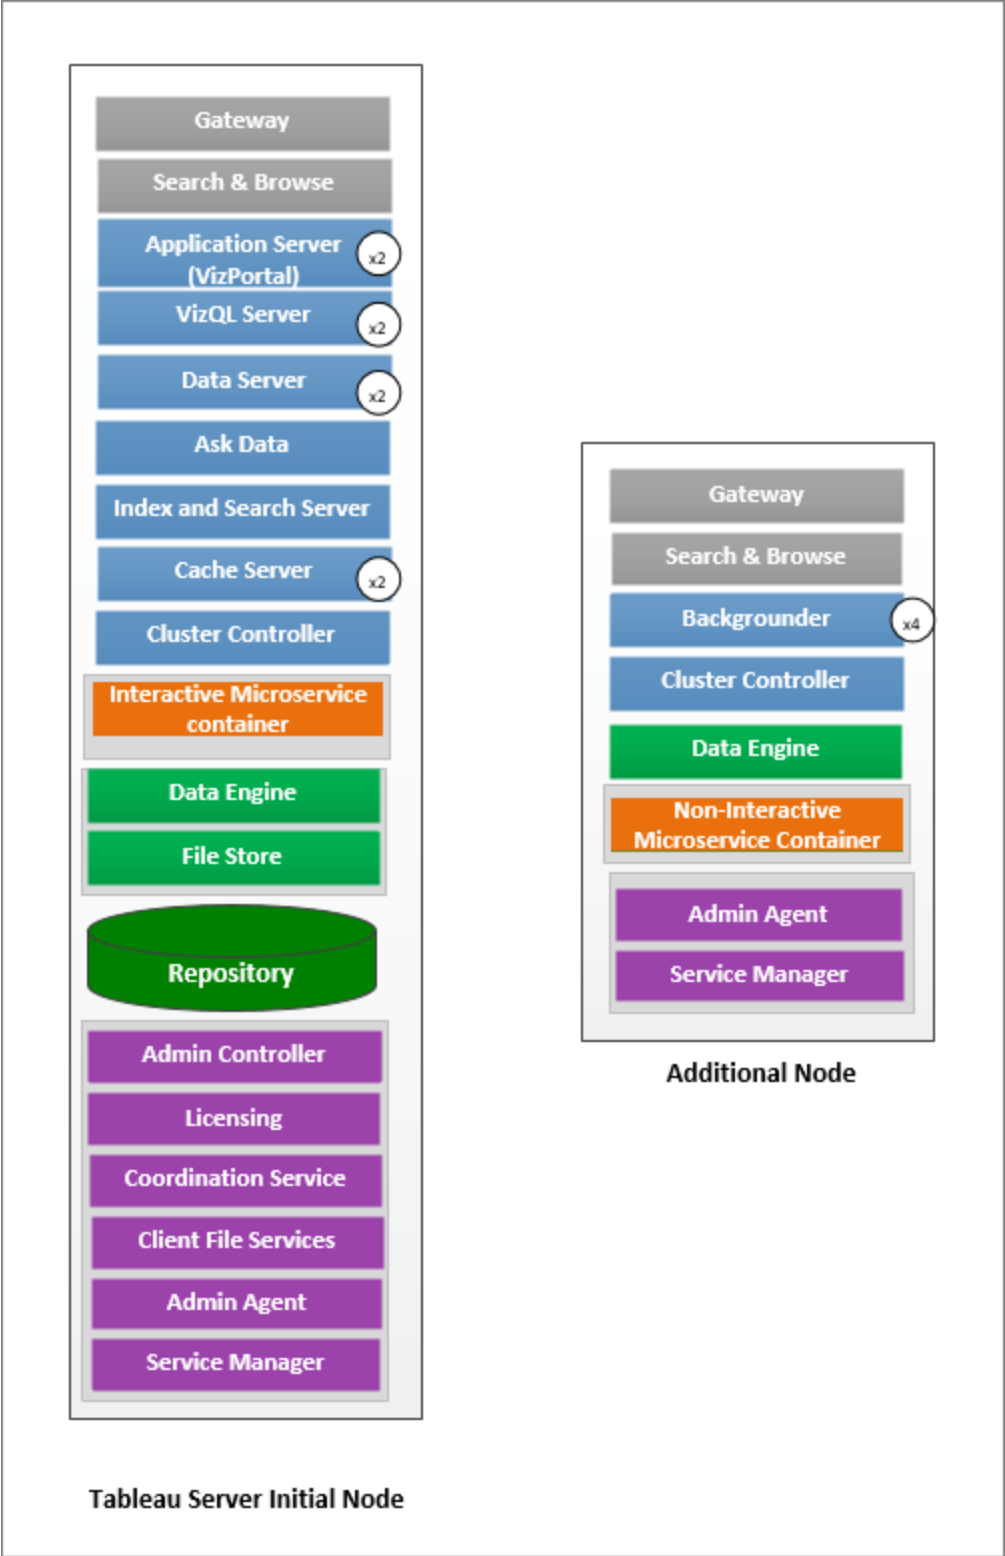 Gateway
Search & Browse
Application Server
(VizPortal)
x2
VizQL Server
x2
Data Server
x2
Ask Data
Index and Search Server
Cache Server
x2
Cluster Controller
Interactive Microservice
container
Data Engine
File Store
Repository
Admin Controller
Licensing
Coordination Service
Client File Services
Admin Agent
Service Manager
Tableau Server Initial Node
Gateway
Search & Browse
Backgrounder
x4
Cluster Controller
Data Engine
Non-Interactive
Microservice Container
Admin Agent
Service Manager
Additional Node